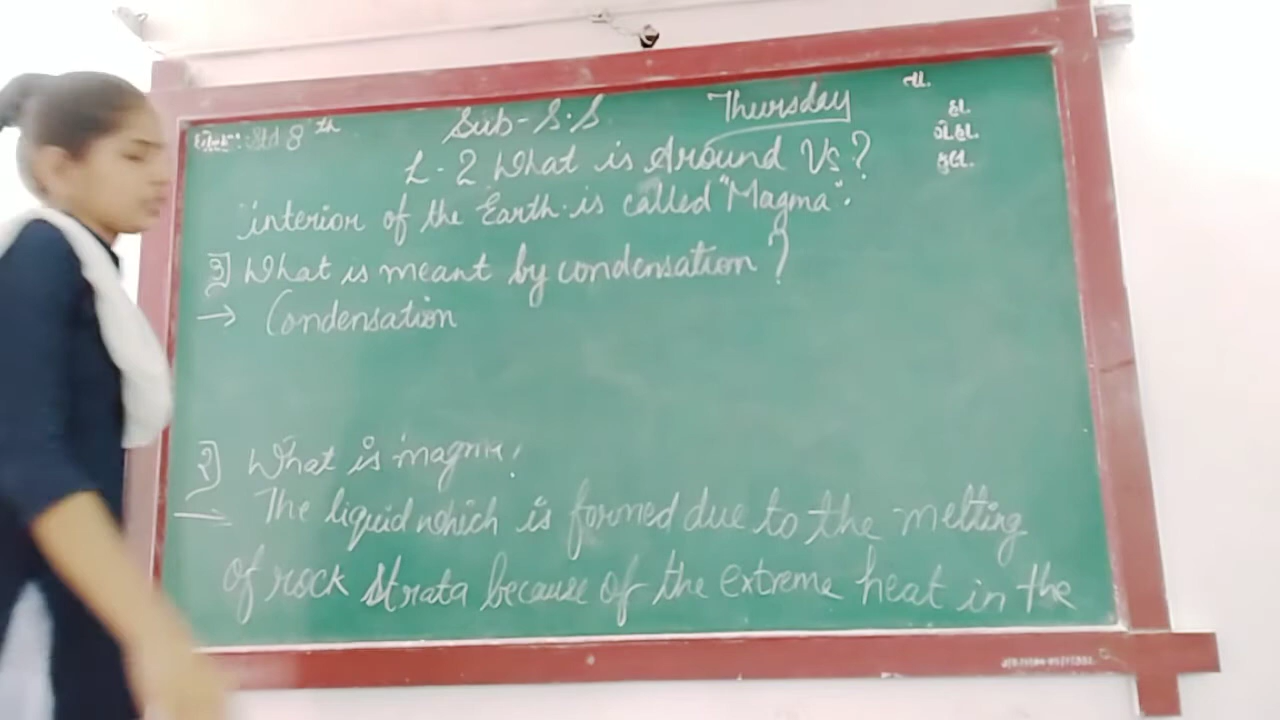 Std 8th
Sub - S.S
Thursday
તા.
હા.
ગે.હા.
કુલ.
L - 2 What is Around Us?
interior of the Earth is called "Magma".
3] What is meant by condensation?
→ Condensation
2] What is magma
The liquid which is formed due to the melting
of rock strata because of the extreme heat in the